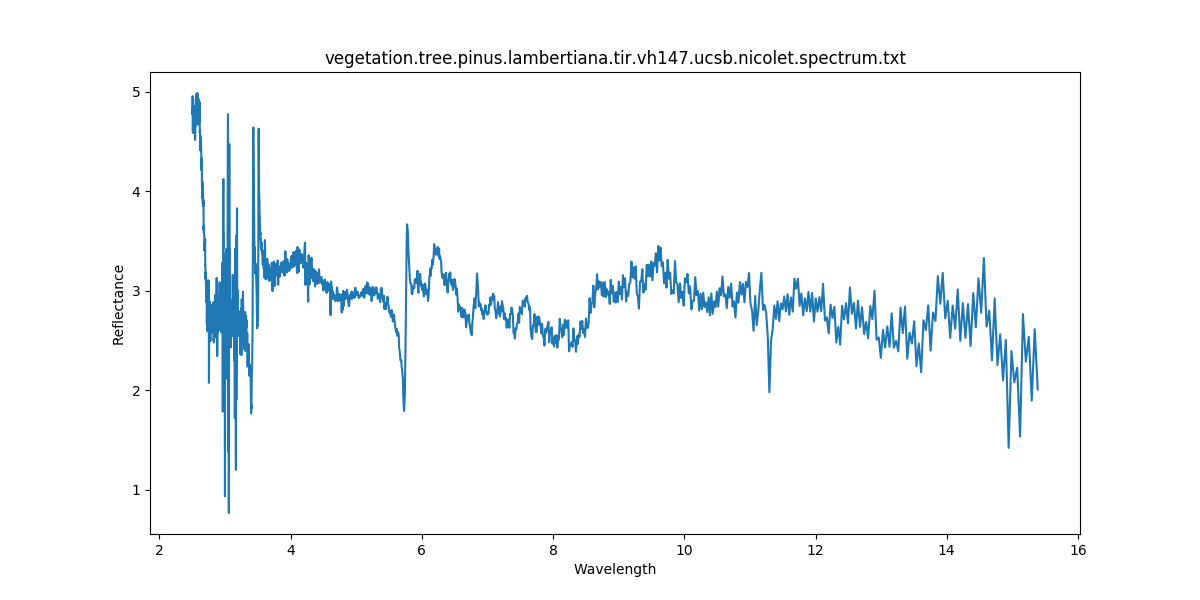 vegetation.tree.pinus.lambertiana.tir.vh147.ucsb.nicolet.spectrum.txt
5
4
3
2
1
Reflectance
2 4 6 8 10 12 14 16
Wavelength